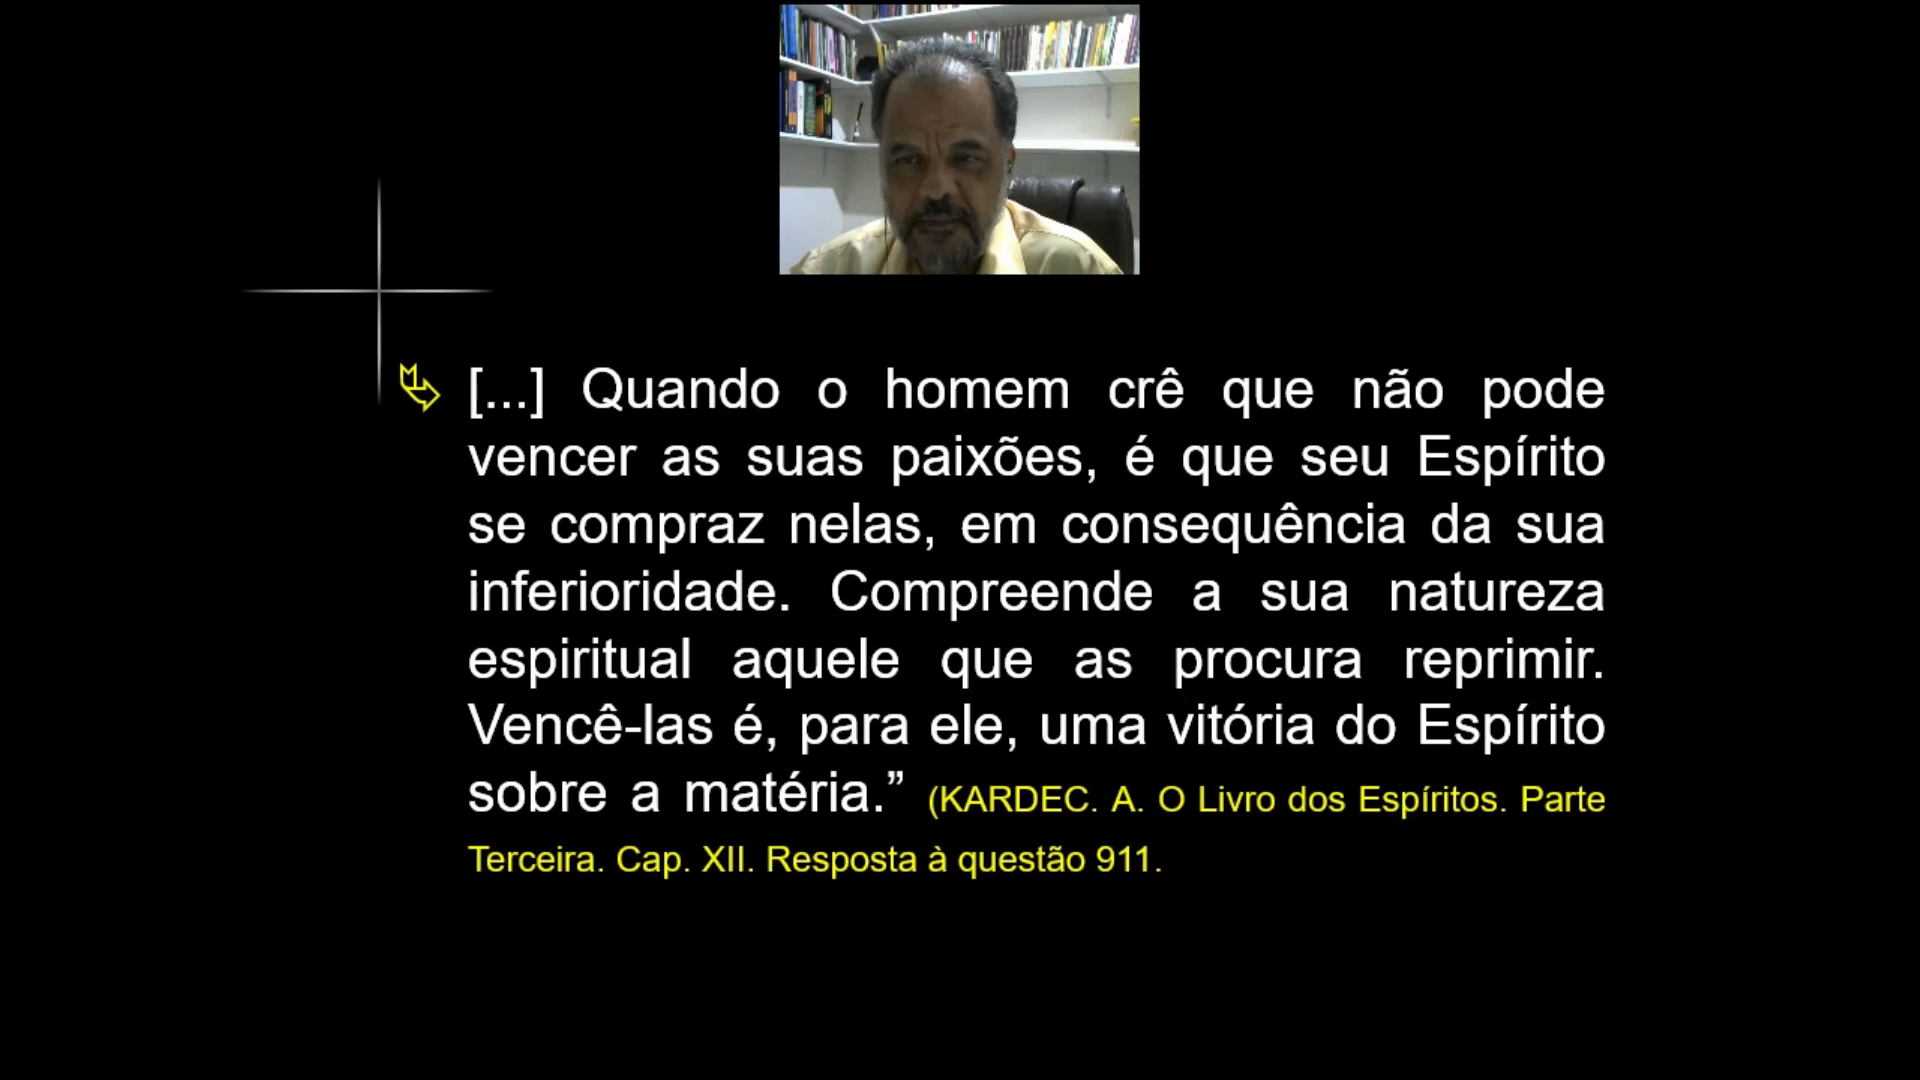 [...] Quando o homem crê que não pode
vencer as suas paixões, é que seu Espírito
se compraz nelas, em consequência da sua
inferioridade. Compreende a sua natureza
espiritual aquele que as procura reprimir.
Vencê-las é, para ele, uma vitória do Espírito
sobre a matéria.” (KARDEC. A. O Livro dos Espíritos. Parte
Terceira. Cap. XII. Resposta à questão 911.